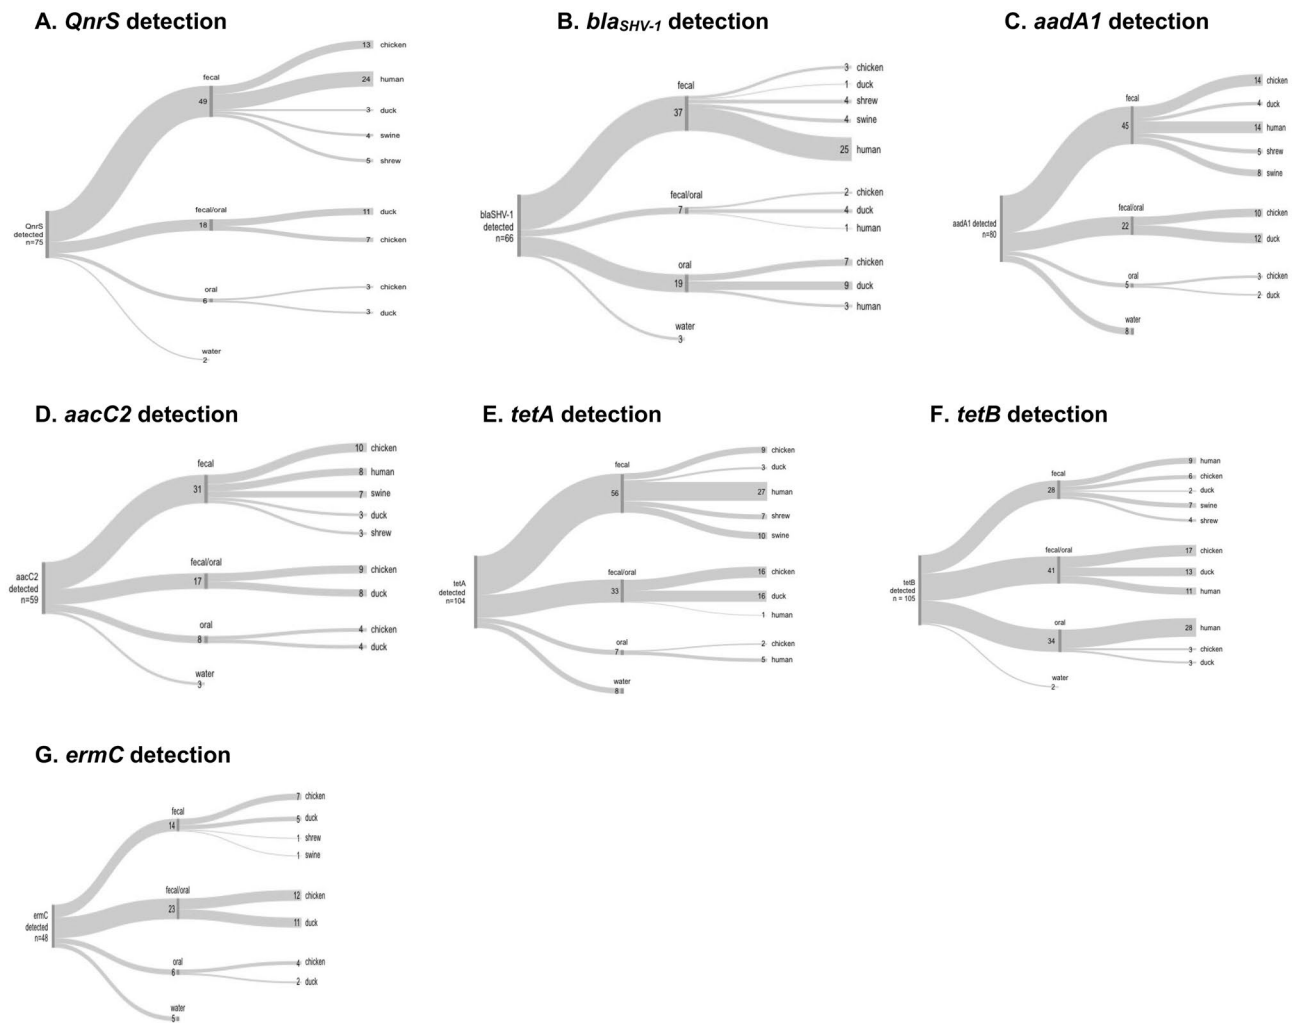 A. QnrS detection
B. blaSHV-1 detection
C. aadA1 detection
QnrS
detected
n=75
fecal
49
13 chicken
24 human
3 duck
4 swine
5 shrew
fecal/oral
18
11 duck
7 chicken
oral
6
3 chicken
3 duck
water
2
blaSHV-1
detected
n=66
fecal
37
3 chicken
1 duck
4 shrew
4 swine
25 human
fecal/oral
7
2 chicken
4 duck
1 human
oral
19
7 chicken
9 duck
3 human
water
3
aadA1 detected
n=80
fecal
45
14 chicken
4 duck
14 human
5 shrew
8 swine
fecal/oral
22
10 chicken
12 duck
oral
5
3 chicken
2 duck
water
8
D. aacC2 detection
E. tetA detection
F. tetB detection
aacC2
detected
n=59
fecal
31
10 chicken
8 human
7 swine
3 duck
3 shrew
fecal/oral
17
9 chicken
8 duck
oral
8
4 chicken
4 duck
water
3
tetA
detected
n=104
fecal
56
9 chicken
3 duck
27 human
7 shrew
10 swine
fecal/oral
33
16 chicken
16 duck
1 human
oral
7
2 chicken
5 human
water
8
tetB
detected
n = 105
fecal
28
9 human
6 chicken
2 duck
7 swine
4 shrew
fecal/oral
41
17 chicken
13 duck
11 human
oral
34
28 human
3 chicken
3 duck
water
2
G. ermC detection
ermC
detected
n=48
fecal
14
7 chicken
5 duck
1 shrew
1 swine
fecal/oral
23
12 chicken
11 duck
oral
6
4 chicken
2 duck
water
5